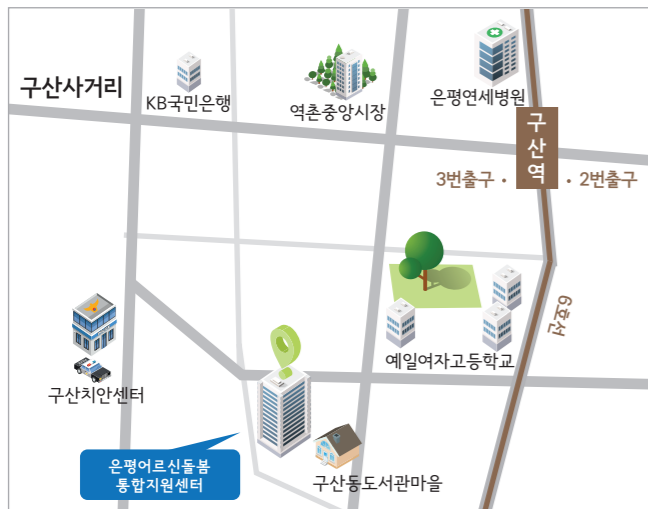 구산사거리
KB국민은행
역촌중앙시장
은평연세병원
구산역
3번출구
2번출구
6호선
예일여자고등학교
구산치안센터
은평어르신돌봄
통합지원센터
구산동도서관마을